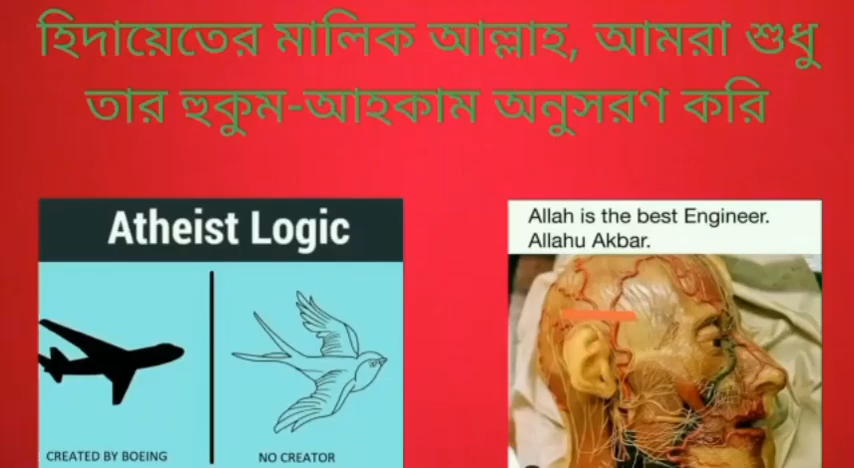 হিদায়েতের মালিক আল্লাহ, আমরা শুধু
তার হুকুম-আহকাম অনুসরণ করি
Atheist Logic
CREATED BY BOEING
NO CREATOR
Allah is the best Engineer.
Allahu Akbar.